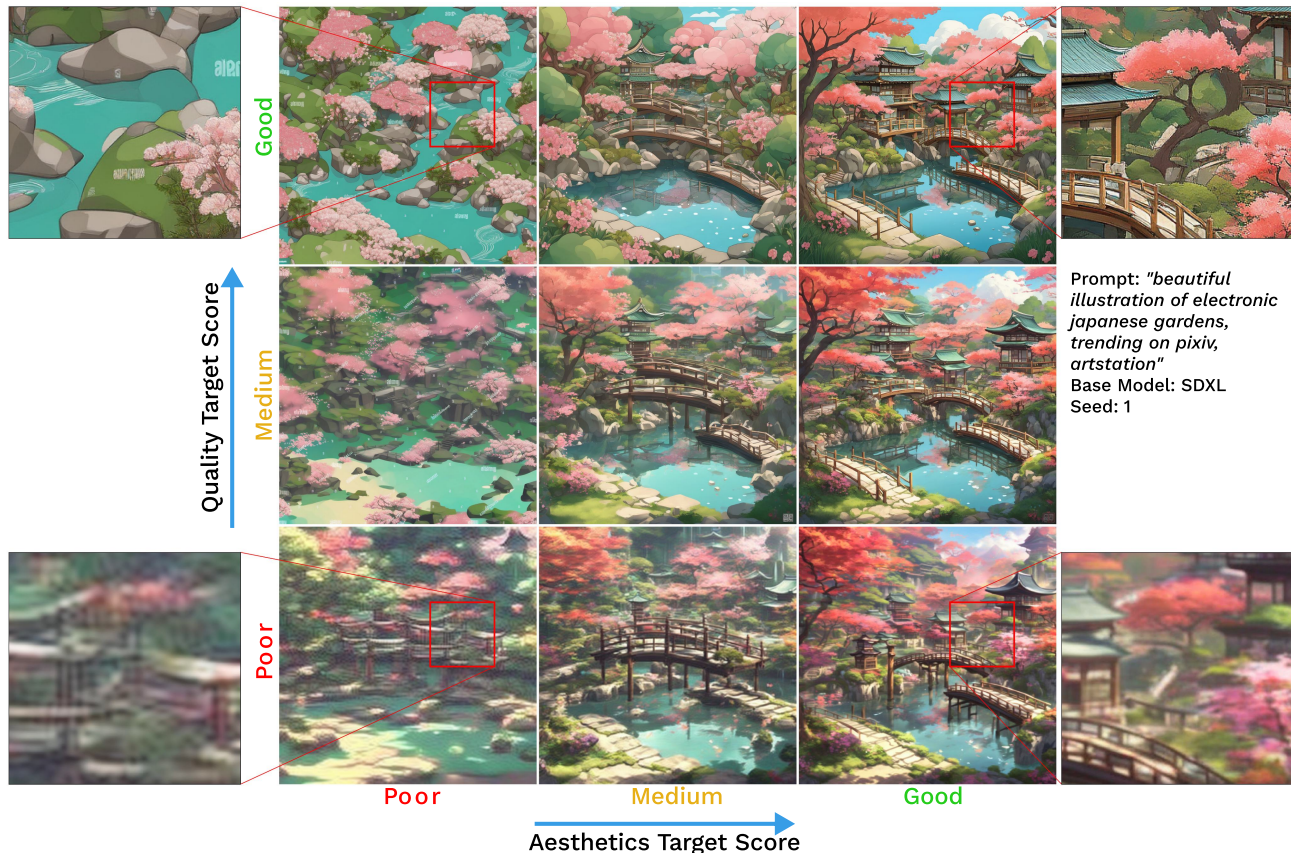 Good
Quality Target Score
Medium
Poor
Prompt: "beautiful
illustration of electronic
japanese gardens,
trending on pixiv,
artstation"
Base Model: SDXL
Seed: 1
Poor
Medium
Good
Aesthetics Target Score